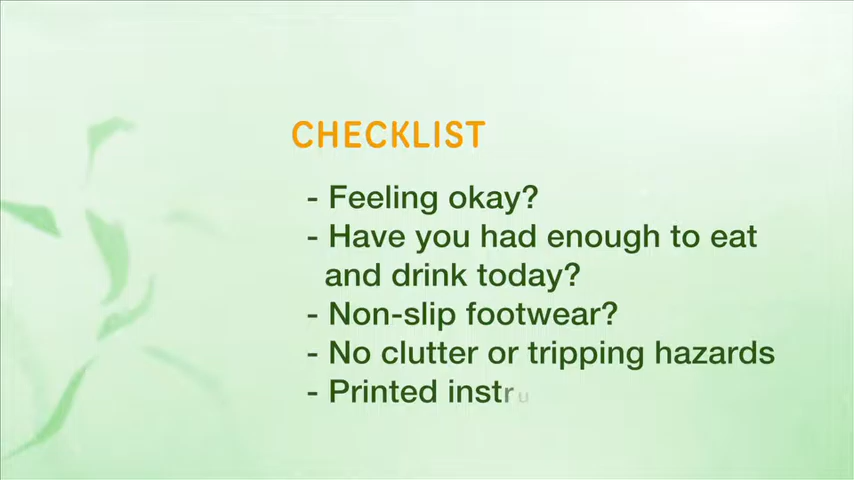 CHECKLIST
- Feeling okay?
- Have you had enough to eat
and drink today?
- Non-slip footwear?
- No clutter or tripping hazards
- Printed instru